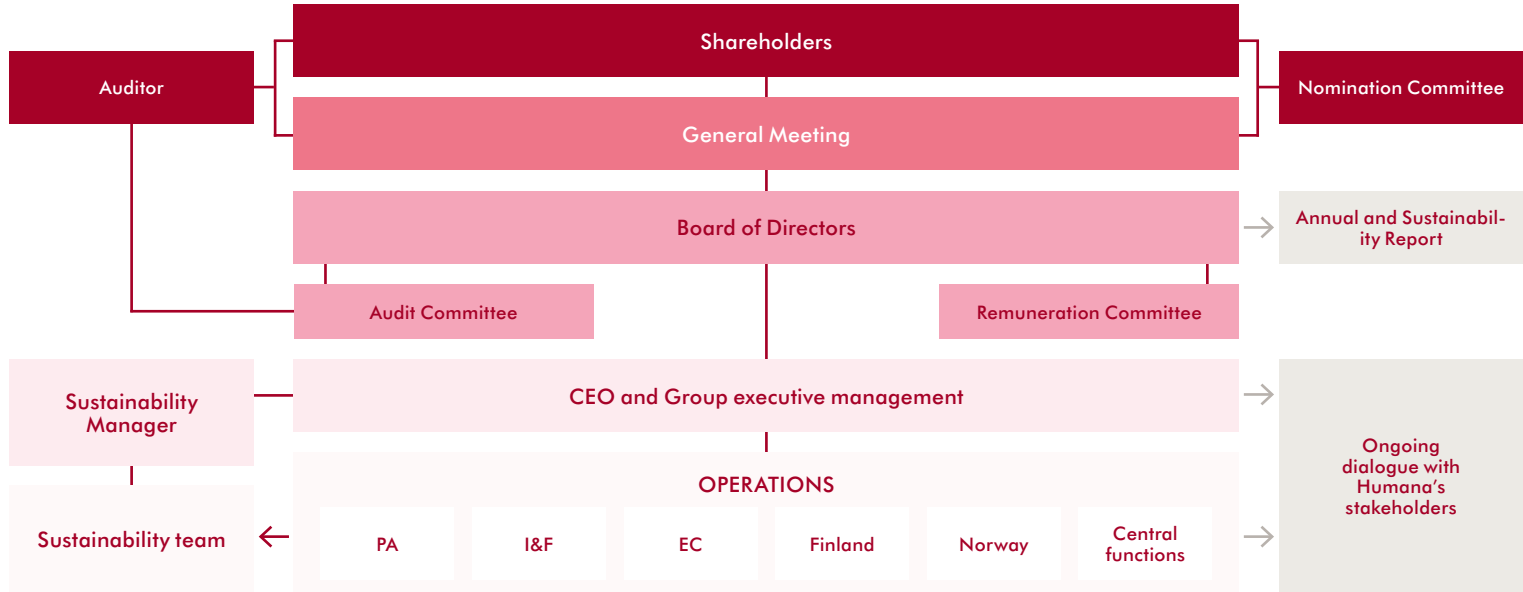 Shareholders
Auditor
Nomination Committee
General Meeting
Board of Directors
Annual and Sustainabil-
ity Report
Audit Committee
Remuneration Committee
Sustainability
Manager
CEO and Group executive management
Ongoing
dialogue with
Humana’s
stakeholders
OPERATIONS
Sustainability team
PA
I&F
EC
Finland
Norway
Central
functions